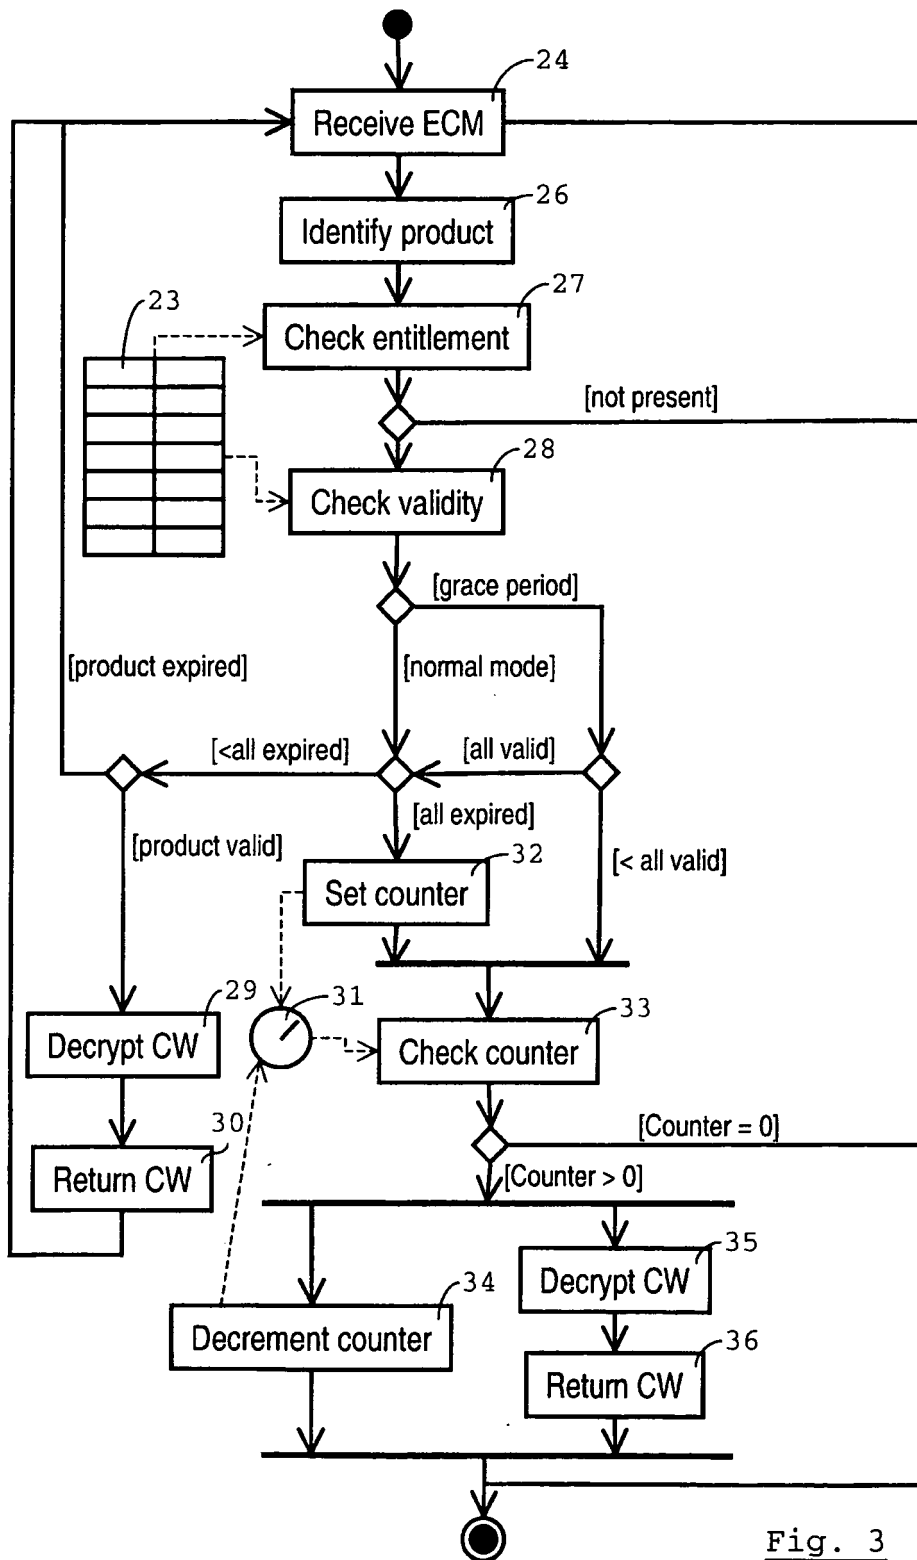 24
Receive ECM
26
Identify product
27
23
Check entitlement
[not present]
28
Check validity
[grace period]
[product expired]
[normal mode]
[<all expired]
[all valid]
[all expired]
[product valid]
32
[< all valid]
Set counter
29
31
33
Decrypt CW
Check counter
30
[Counter = 0]
Return CW
[Counter > 0]
35
Decrypt CW
34
Decrement counter
36
Return CW
Fig. 3